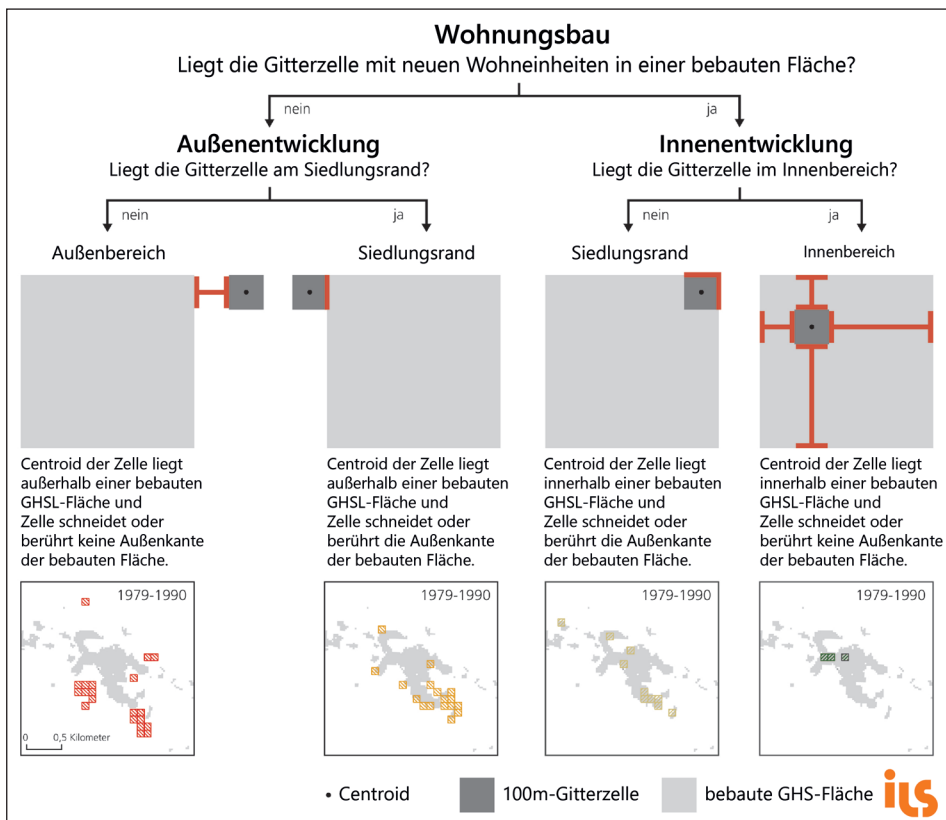 Wohnungsbau
Liegt die Gitterzelle mit neuen Wohneinheiten in einer bebauten Fläche?
nein
ja
Außenentwicklung
Liegt die Gitterzelle am Siedlungsrand?
Innenentwicklung
Liegt die Gitterzelle im Innenbereich?
nein
ja
nein
ja
Außenbereich
Siedlungsrand
Siedlungsrand
Innenbereich
Centroid der Zelle liegt
außerhalb einer bebauten
GHSL-Fläche und
Zelle schneidet oder
berührt keine Außenkante
der bebauten Fläche.
Centroid der Zelle liegt
außerhalb einer bebauten
GHSL-Fläche und
Zelle schneidet oder
berührt die Außenkante
der bebauten Fläche.
Centroid der Zelle liegt
innerhalb einer bebauten
GHSL-Fläche und
Zelle schneidet oder
berührt die Außenkante
der bebauten Fläche.
Centroid der Zelle liegt
innerhalb einer bebauten
GHSL-Fläche und
Zelle schneidet oder
berührt keine Außenkante
der bebauten Fläche.
1979-1990
0 0,5 Kilometer
1979-1990
1979-1990
1979-1990
Centroid
100m-Gitterzelle
bebaute GHS-Fläche
ils